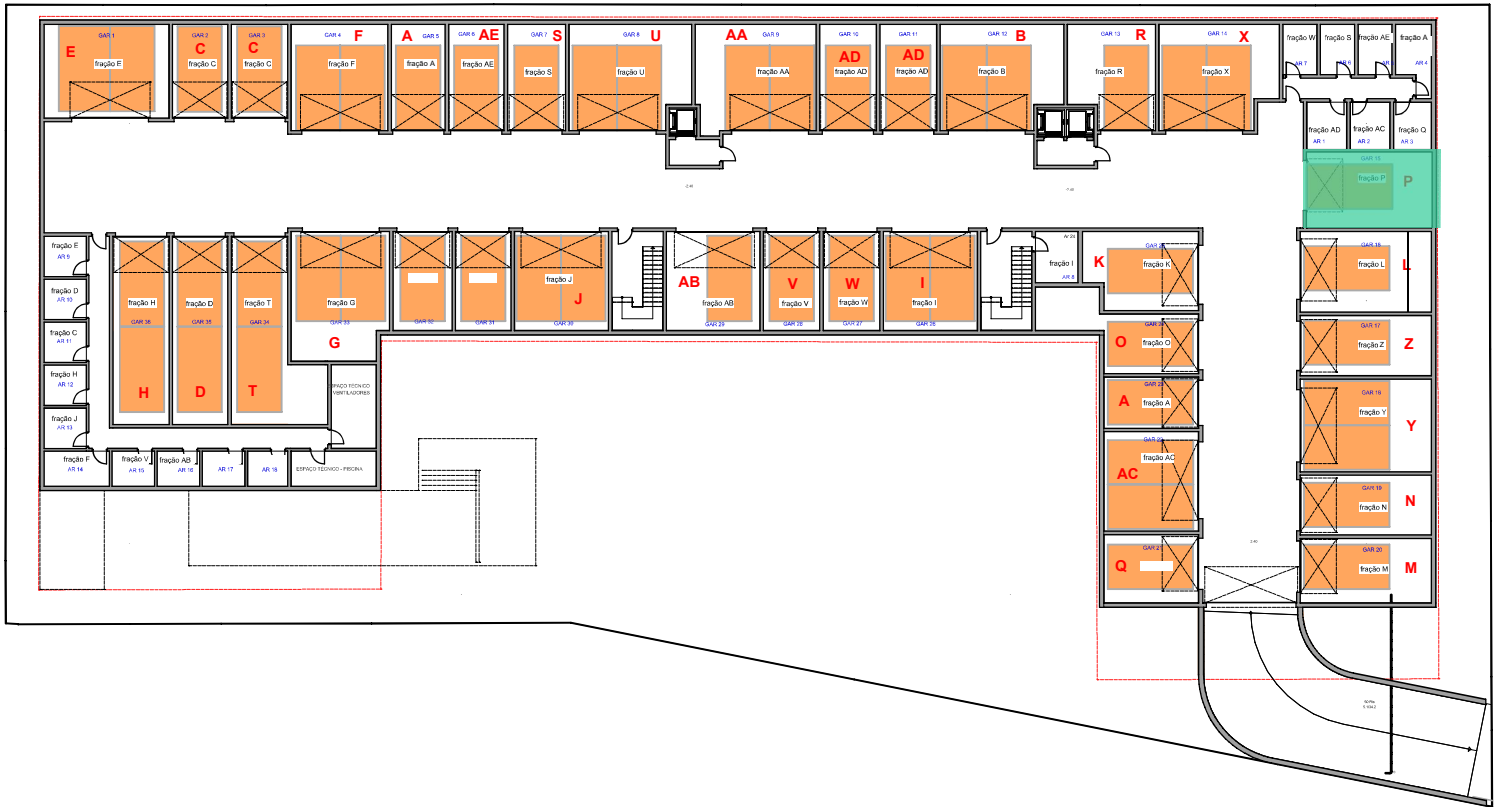 GAR 1
E
fração E
GAR 2
C
fração C
GAR 3
C
fração C
GAR 4
F
fração F
A
GAR 5
fração A
GAR 6
AE
fração AE
GAR 7
S
fração S
GAR 8
U
fração U
AA
GAR 9
fração AA
GAR 10
AD
fração AD
GAR 11
AD
fração AD
GAR 12
B
fração B
GAR 13
R
fração R
GAR 14
X
fração X
fração W
AR 7
fração S
AR 6
fração AE
fração A
AR 4
fração AD
AR 1
fração AC
AR 2
fração Q
AR 3
GAR 15
fração P
P
fração E
AR 9
fração D
AR 10
fração C
AR 11
fração H
AR 12
fração J
AR 13
fração F
AR 14
fração V
AR 15
fração AB
AR 16
AR 17
AR 18
fração H
GAR 36
H
fração D
GAR 35
D
fração T
GAR 34
T
fração G
GAR 33
G
GAR 32
GAR 31
fração J
J
GAR 30
AB
fração AB
GAR 29
V
fração V
GAR 28
W
fração W
GAR 27
I
fração I
GAR 26
fração I
AR 8
K
fração K
O
fração O
A
fração A
AC
fração AC
GAR 21
Q
GAR 18
fração L
L
GAR 17
fração Z
Z
fração Y
Y
GAR 19
fração N
N
GAR 20
fração M
M
VENTILADORES
ESPAÇO TÉCNICO - PISCINA